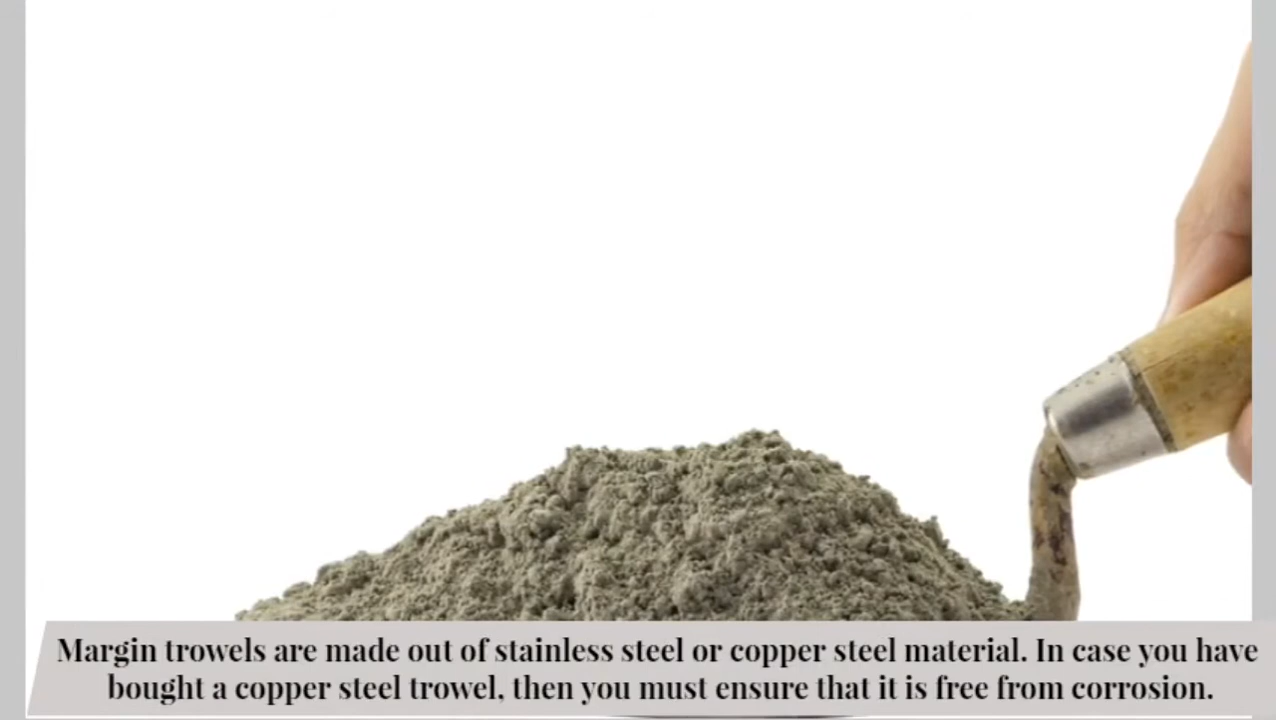 Margin trowels are made out of stainless steel or copper steel material. In case you have
bought a copper steel trowel, then you must ensure that it is free from corrosion.